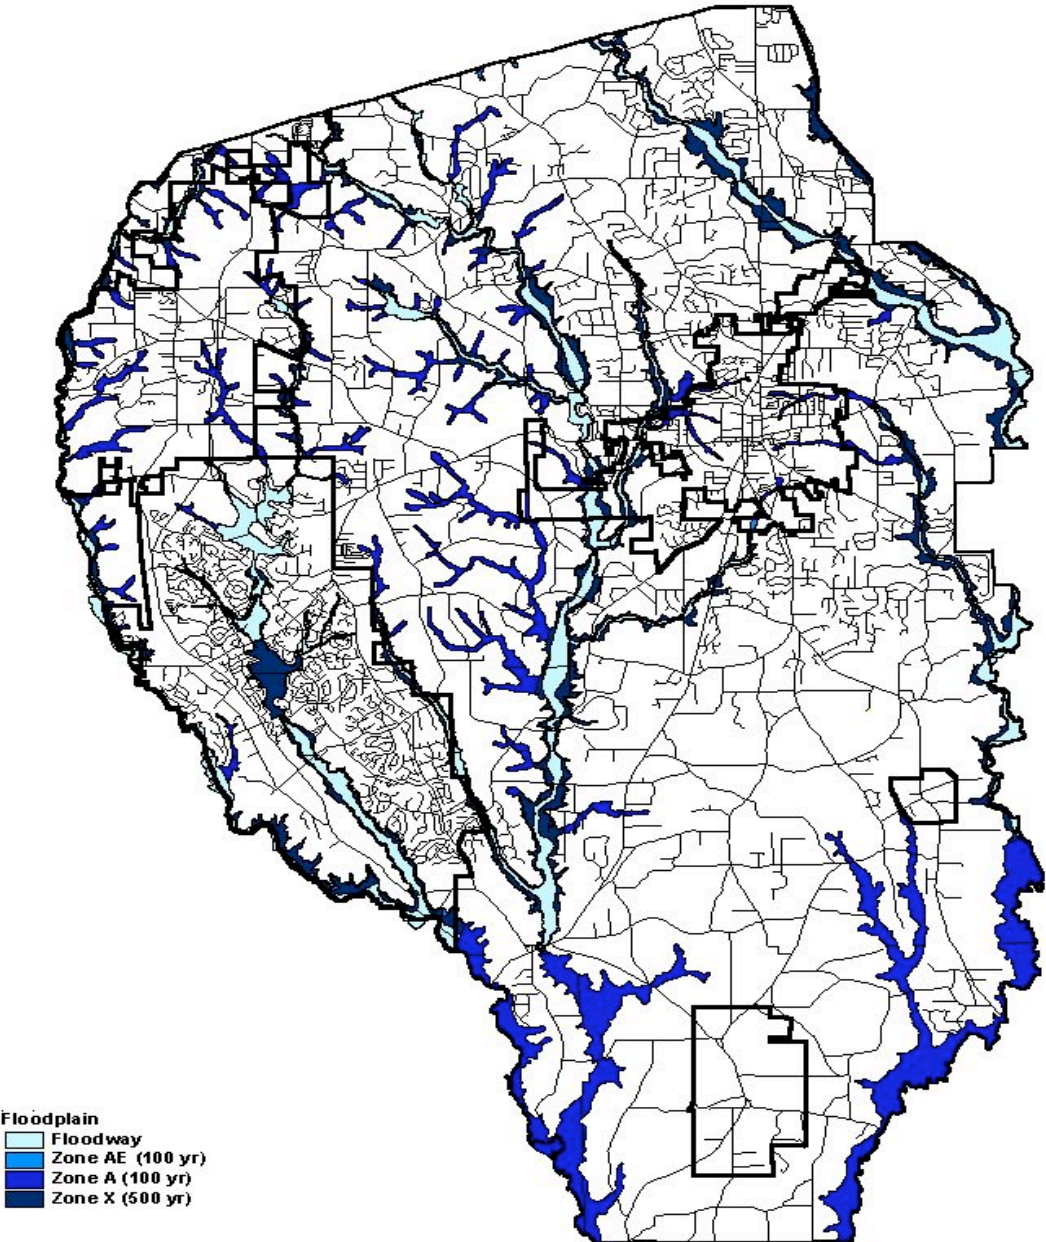 Floodplain
Floodway
Zone AE (100 yr)
Zone A (100 yr)
Zone X (500 yr)